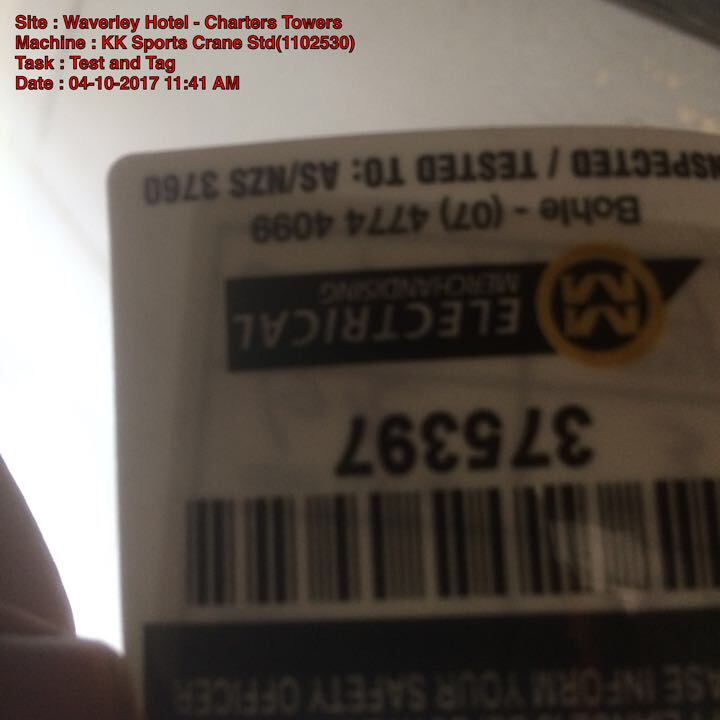 Site : Waverley Hotel - Charters Towers
Machine : KK Sports Crane Std(1102530)
Task : Test and Tag
Date : 04-10-2017 11:41 AM
INFORM YOUR SAFETY OFFICER
375397
ELECTRICAL
MERCHANDISING
Bohle - (07) 4774 4099
NSPECTED / TESTED TO: AS/NZS 3760